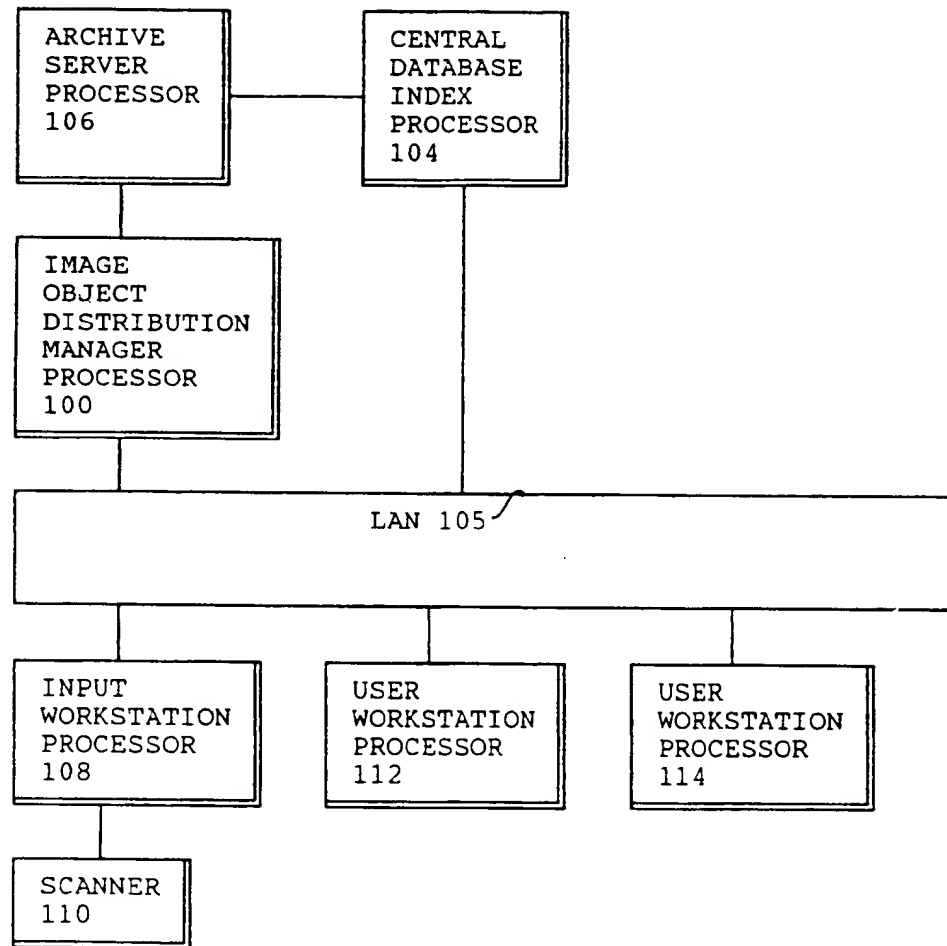 ARCHIVE
SERVER
PROCESSOR
106
CENTRAL
DATABASE
INDEX
PROCESSOR
104
IMAGE
OBJECT
DISTRIBUTION
MANAGER
PROCESSOR
100
LAN 105
INPUT
WORKSTATION
PROCESSOR
108
USER
WORKSTATION
PROCESSOR
112
USER
WORKSTATION
PROCESSOR
114
SCANNER
110